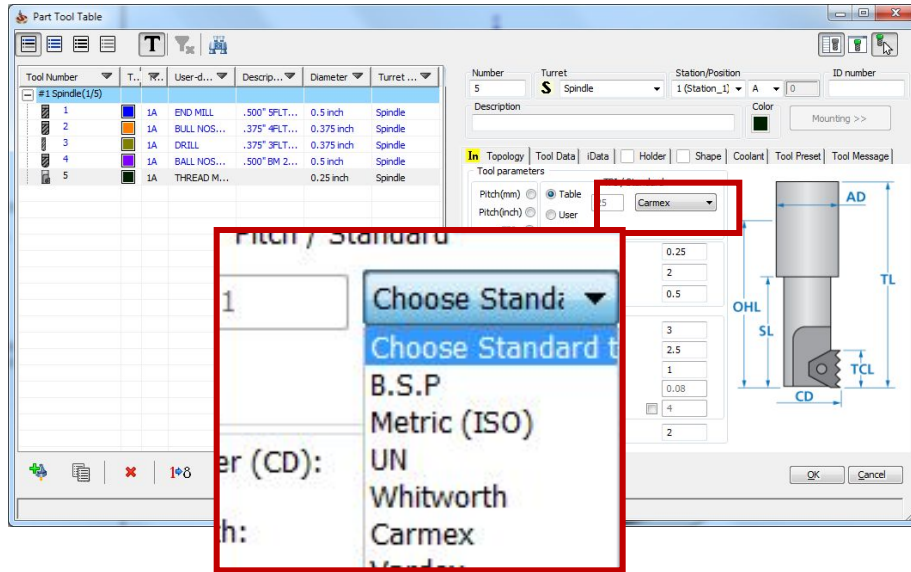 Part Tool Table
T
Tool Number T.. User-d... Descrip... Diameter Turret ...
#1 Spindle(1/5)
1 1A END MILL .500" 5FLT... 0.5 inch Spindle
2 1A BULL NOS... .375" 4FLT... 0.375 inch Spindle
3 1A DRILL .375" 3FLT... 0.375 inch Spindle
4 1A BALL NOS... .500" BM 2... 0.5 inch Spindle
5 1A THREAD M... 0.25 inch Spindle
Number Turret Station/Position ID number
5 S Spindle 1 (Station_1) A 0
Description Color
Mounting >>
In Topology Tool Data iData Holder Shape Coolant Tool Preset Tool Message
Tool parameters
Pitch(mm) Table Carmex
Pitch(inch) User
0.25
2
0.5
3
2.5
1
0.08
4
2
AD
TL
OHL
SL
TCL
CD
Pitch / Standard
1 Choose Standa
Choose Standard t
B.S.P
Metric (ISO)
UN
Whitworth
Carmex
er (CD):
h:
OK Cancel